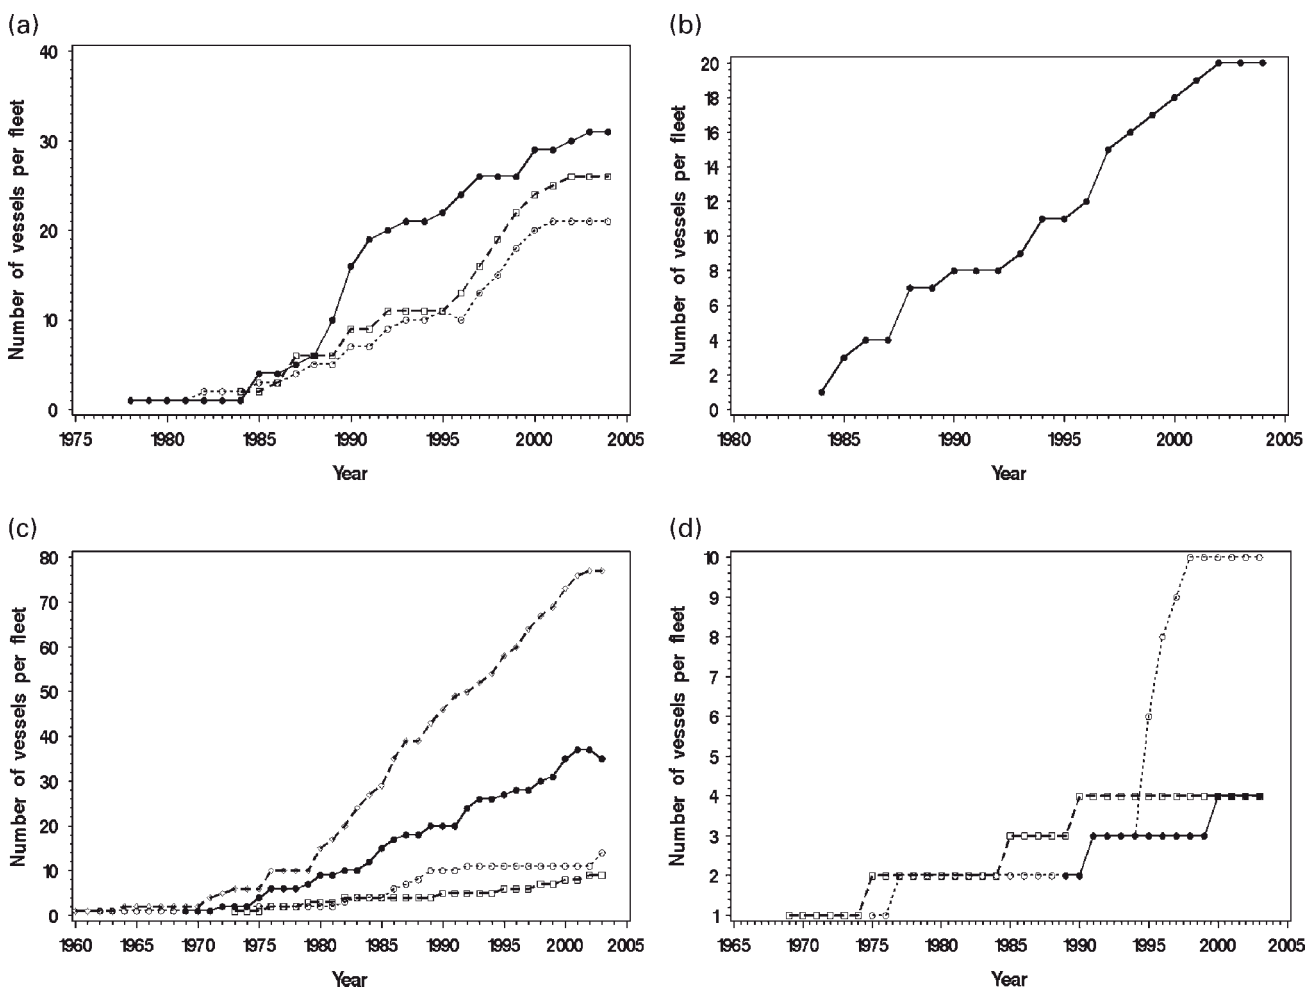 (a)
Number of vessels per fleet
40
30
20
10
0
1975 1980 1985 1990 1995 2000 2005
Year
(b)
Number of vessels per fleet
20
18
16
14
12
10
8
6
4
2
0
1980 1985 1990 1995 2000 2005
Year
(c)
Number of vessels per fleet
80
70
60
50
40
30
20
10
0
1960 1965 1970 1975 1980 1985 1990 1995 2000 2005
Year
(d)
Number of vessels per fleet
10
9
8
7
6
5
4
3
2
1
1965 1970 1975 1980 1985 1990 1995 2000 2005
Year